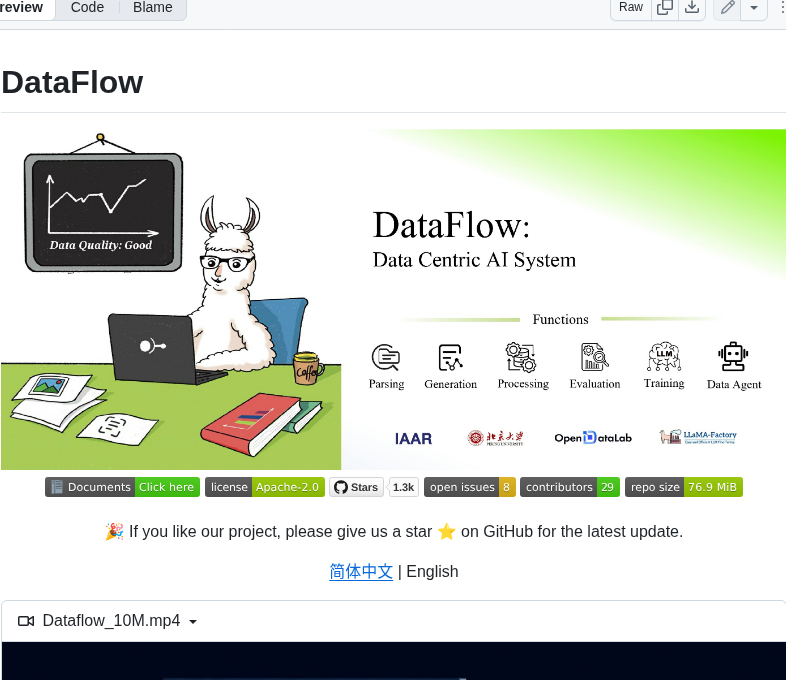 review Code Blame Raw
DataFlow
Data Quality: Good
Coffee
DataFlow:
Data Centric AI System
Functions
Parsing Generation Processing Evaluation LLM Training Data Agent
IAAR 北京大学 PEKING UNIVERSITY OpenDataLab LLaMA-Factory
Documents Click here license Apache-2.0 Stars 1.3k open issues 8 contributors 29 repo size 76.9 MiB
🎉 If you like our project, please give us a star ⭐ on GitHub for the latest update.
简体中文 | English
Dataflow_10M.mp4